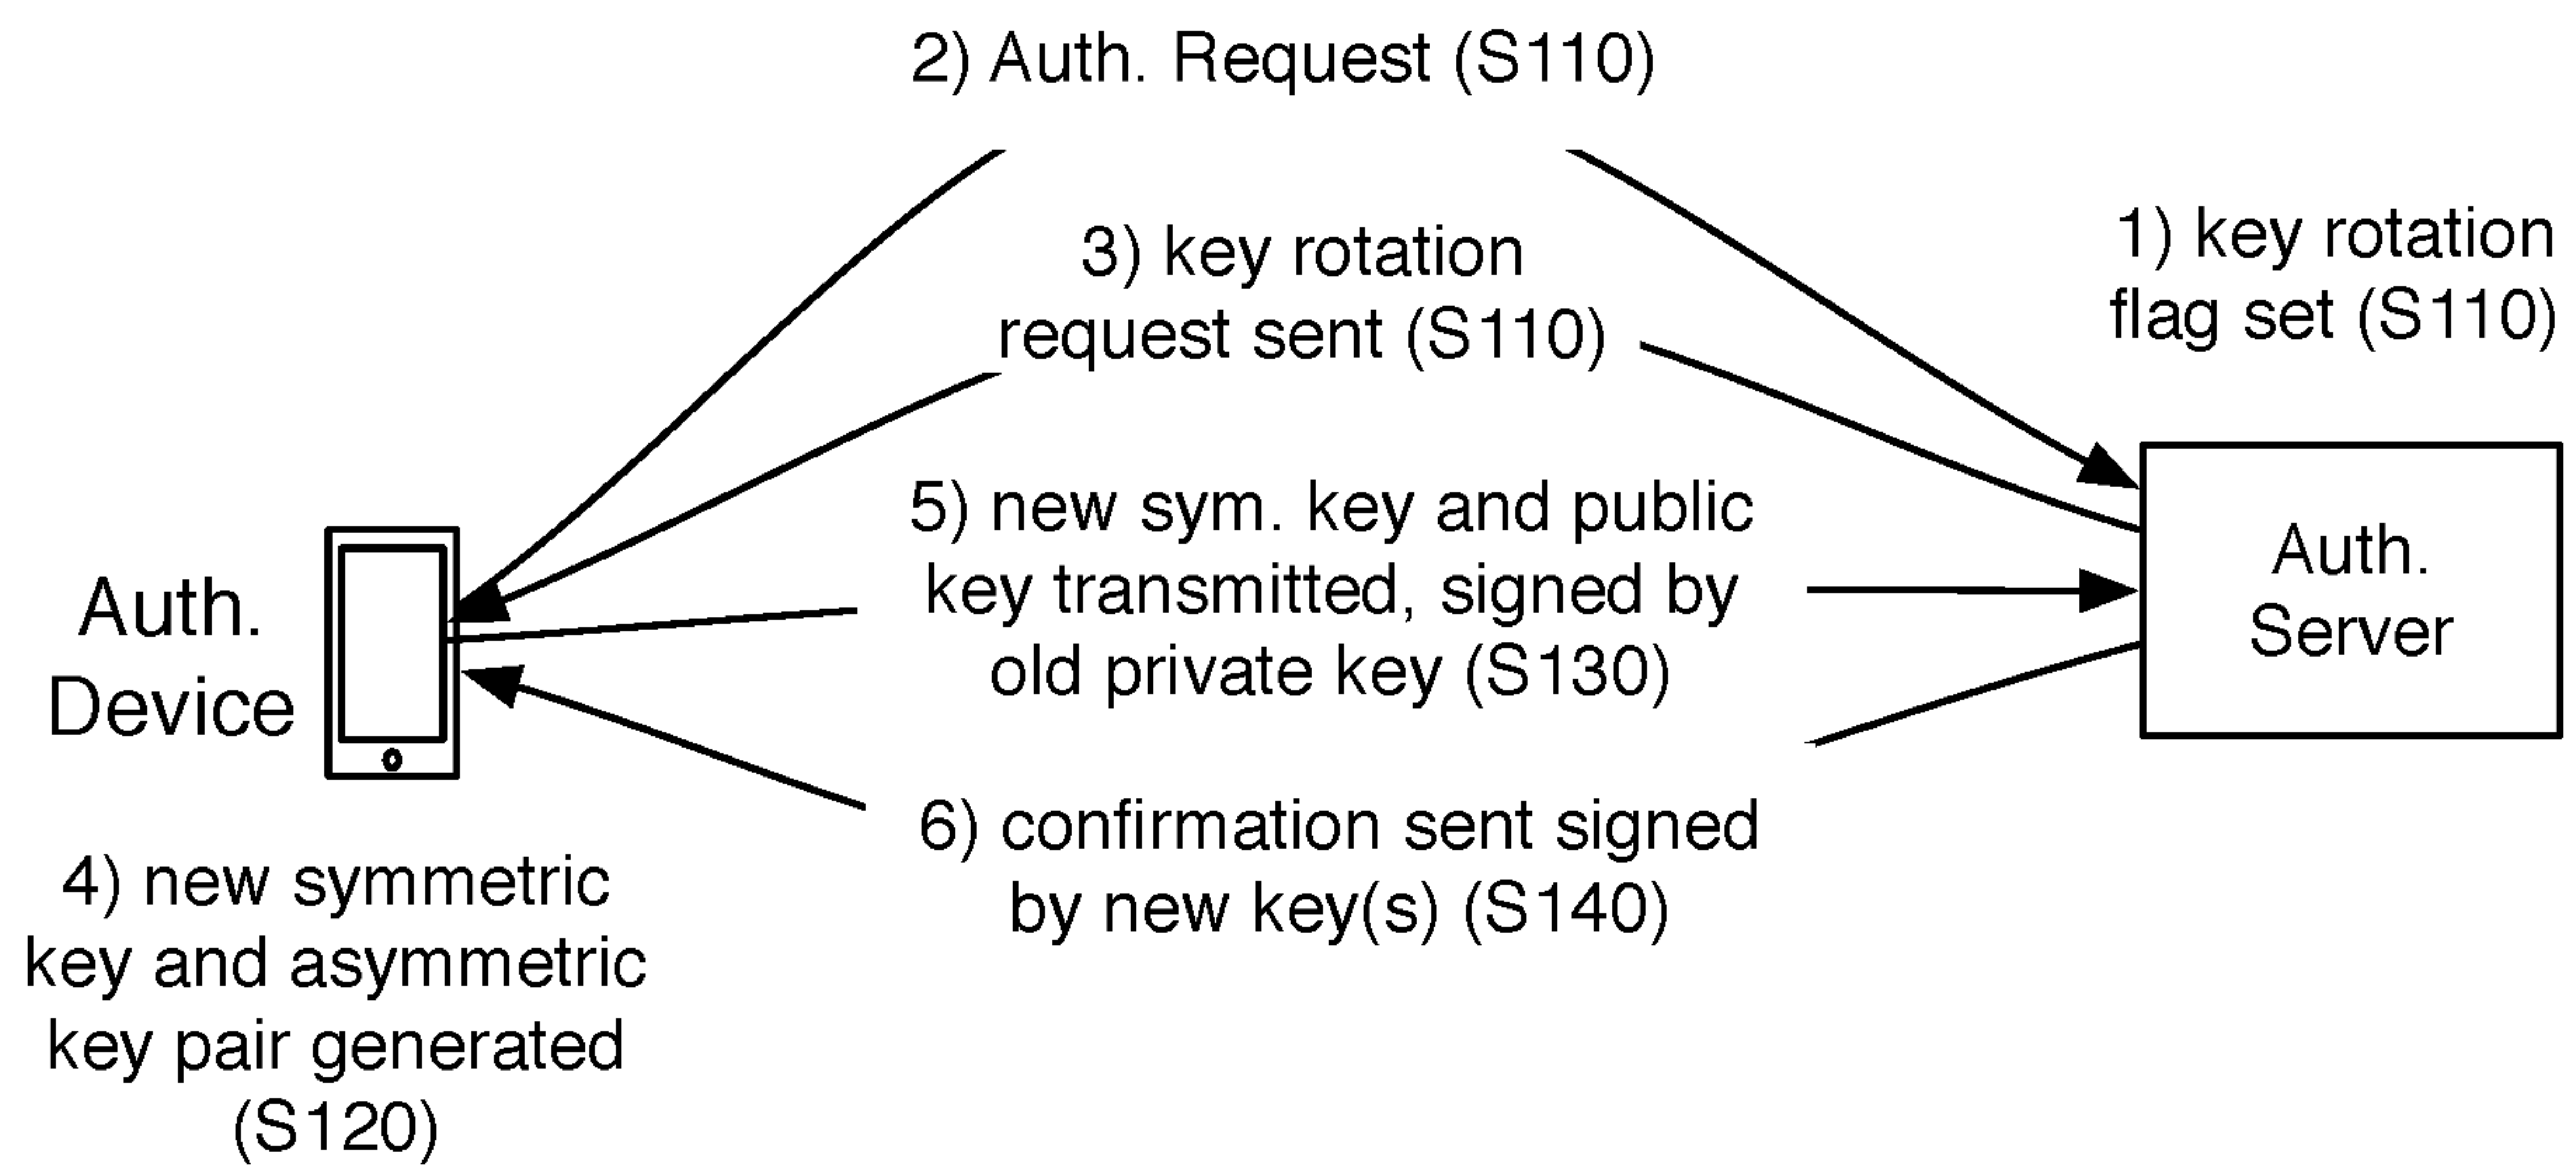 2) Auth. Request (S110)
3) key rotation
request sent (S110)
1) key rotation
flag set (S110)
5) new sym. key and public
key transmitted, signed by
old private key (S130)
Auth.
Server
Auth.
Device
6) confirmation sent signed
by new key(s) (S140)
4) new symmetric
key and asymmetric
key pair generated
(S120)